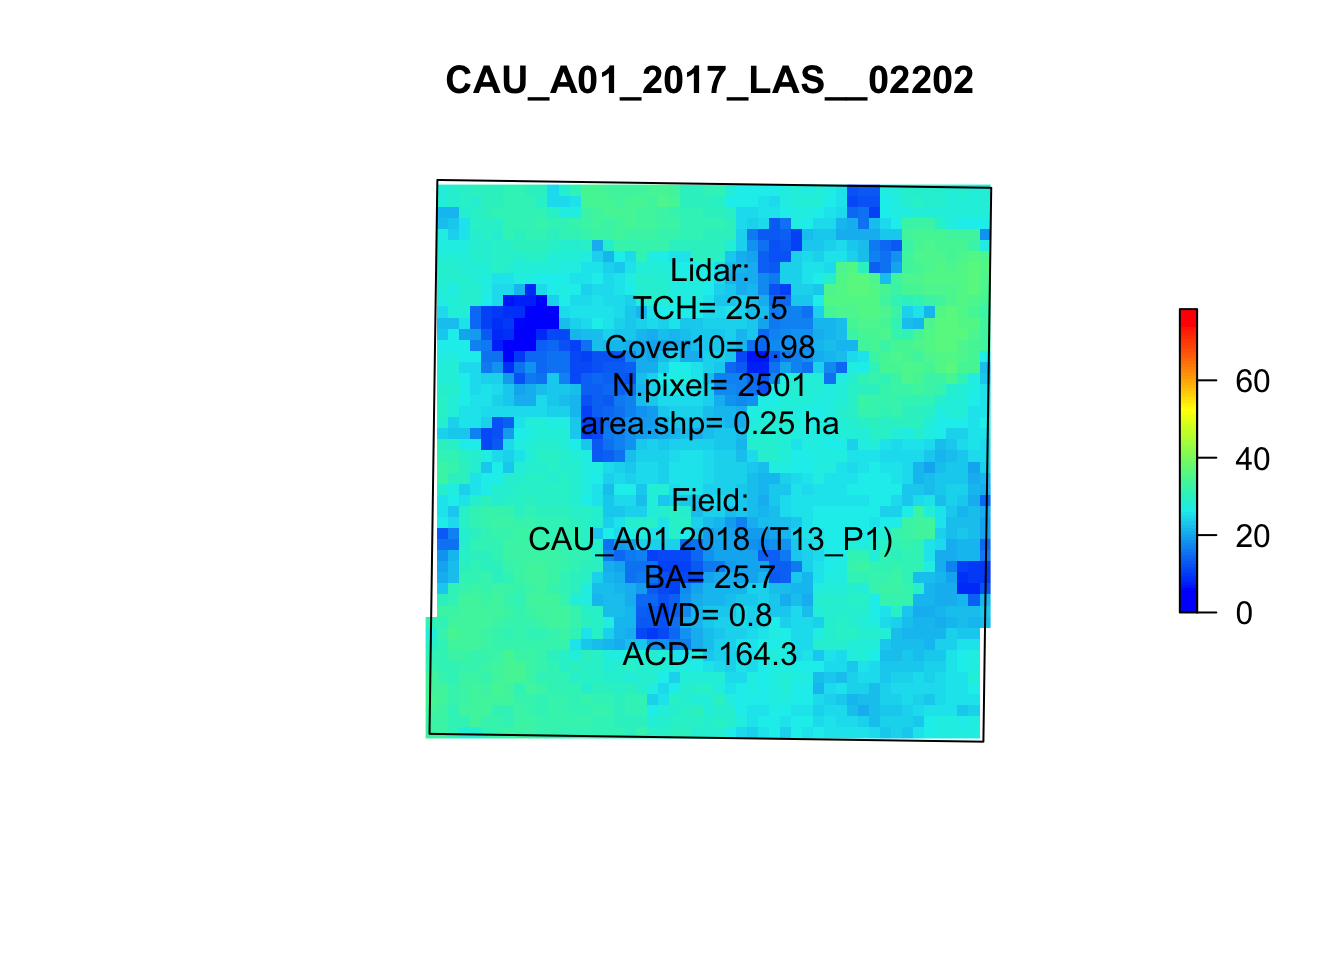 CAU_A01_2017_LAS__02202
Lidar:
TCH= 25.5
Cover10= 0.98
N.pixel= 2501
area.shp= 0.25 ha
Field:
CAU_A01 2018 (T13_P1)
BA= 25.7
WD= 0.8
ACD= 164.3
60
40
20
0